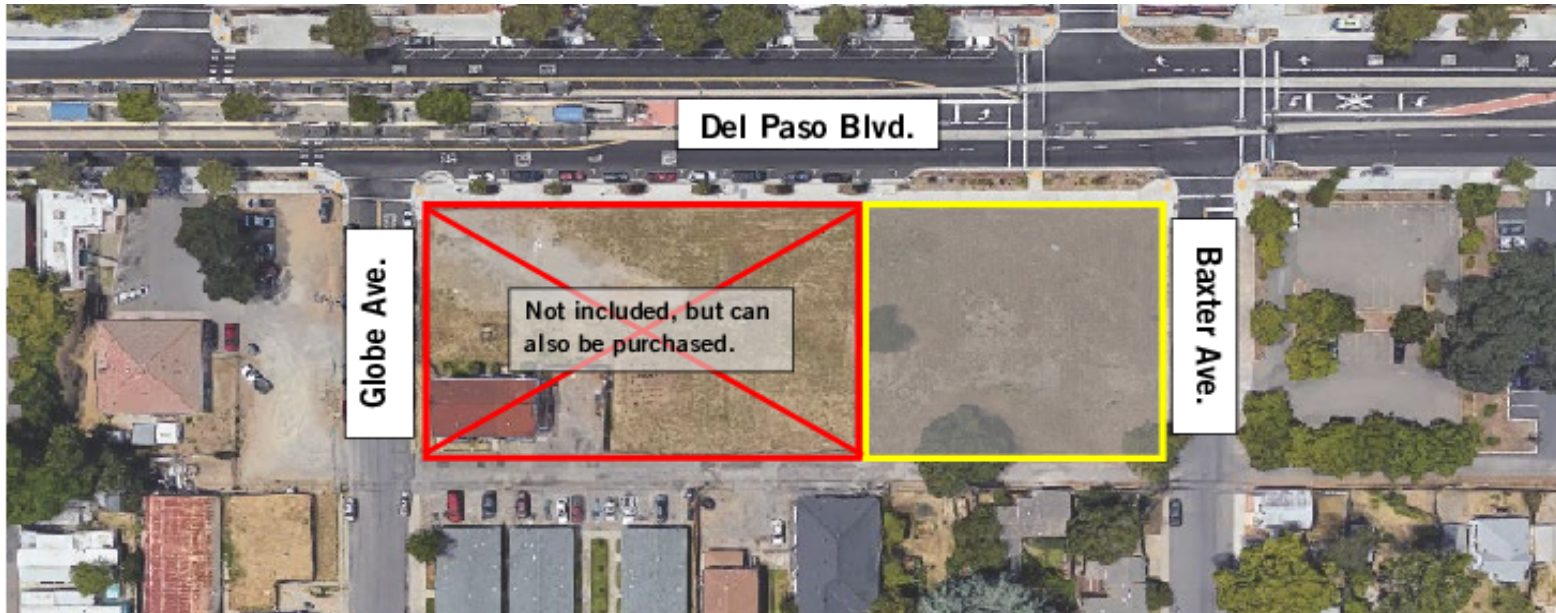 Del Paso Blvd.
Globe Ave.
Not included, but can
also be purchased.
Baxter Ave.